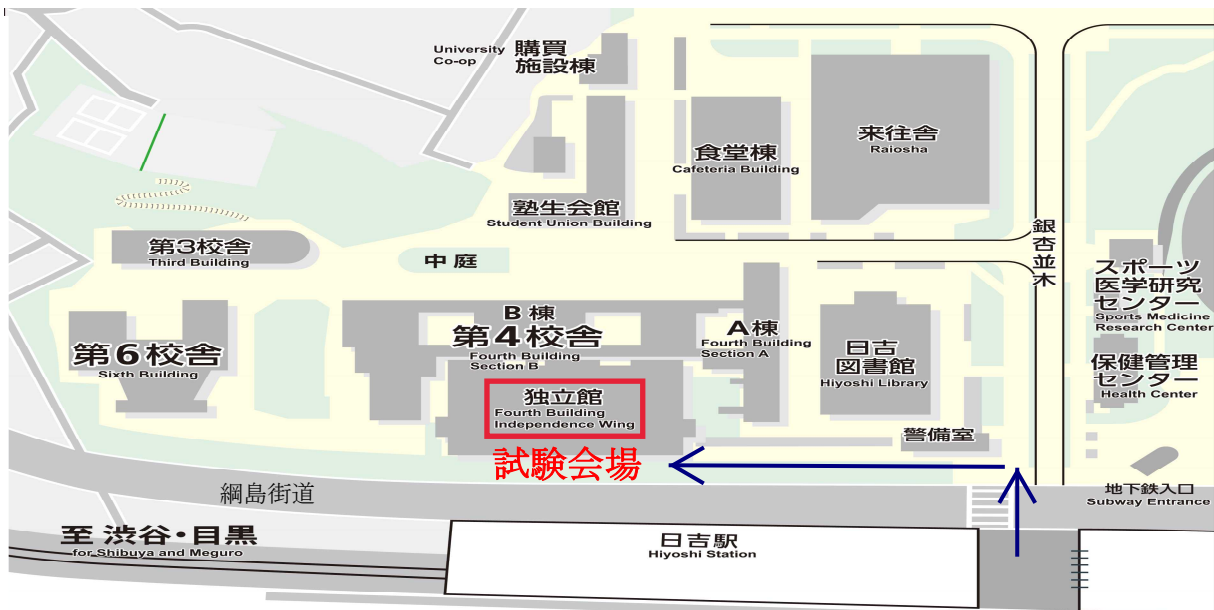 University
Co-op
購買
施設棟
食堂棟
Cafeteria Building
来往舎
Raiosha
塾生会館
Student Union Building
銀杏並木
第3校舎
Third Building
中庭
スポーツ
医学研究
センター
Sports Medicine
Research Center
B棟
第4校舎
Fourth Building
Section B
A棟
Fourth Building
Section A
第6校舎
Sixth Building
日吉
図書館
Hiyoshi Library
保健管理
センター
Health Center
独立館
Fourth Building
Independence Wing
警備室
試験会場
綱島街道
地下鉄入口
Subway Entrance
至 渋谷・目黒
for Shibuya and Meguro
日吉駅
Hiyoshi Station